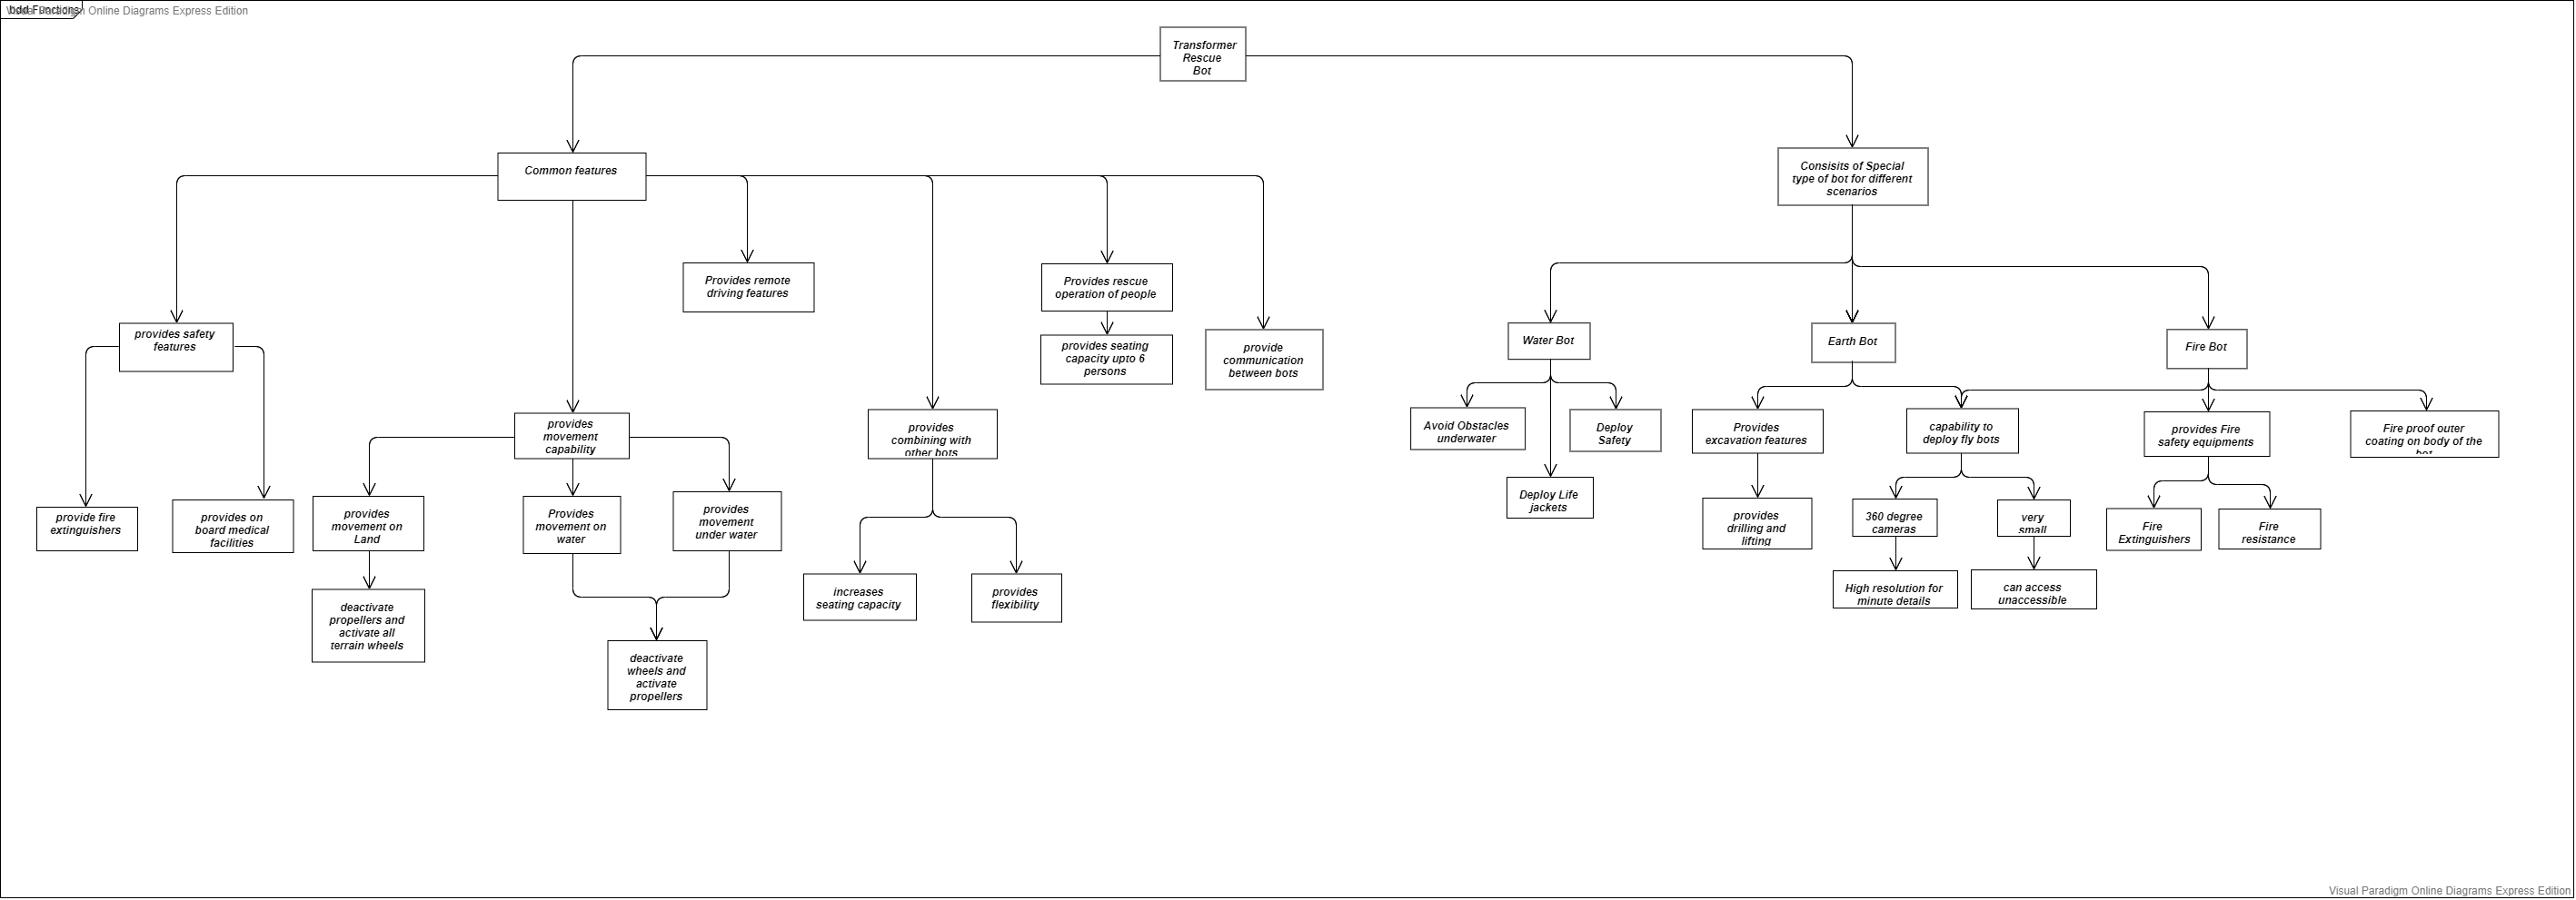 bdd Functions
Visual Paradigm Online Diagrams Express Edition
Transformer
Rescue
Bot
Common features
Consisits of Special
type of bot for different
scenarios
provides safety
features
Provides remote
driving features
Provides rescue
operation of people
provides seating
capacity upto 6
persons
provide
communication
between bots
Water Bot
Earth Bot
Fire Bot
provides
movement
capability
provides
combining with
other bots
Avoid Obstacles
underwater
Deploy
Safety
Provides
excavation features
capability to
deploy fly bots
provides Fire
safety equipments
Fire proof outer
coating on body of the
bot
provide fire
extinguishers
provides on
board medical
facilities
provides
movement on
Land
Provides
movement on
water
provides
movement
under water
Deploy Life
jackets
provides
drilling and
lifting
360 degree
cameras
very
small
Fire
Extinguishers
Fire
resistance
deactivate
propellers and
activate all
terrain wheels
increases
seating capacity
provides
flexibility
High resolution for
minute details
can access
unaccessible
deactivate
wheels and
activate
propellers
Visual Paradigm Online Diagrams Express Edition